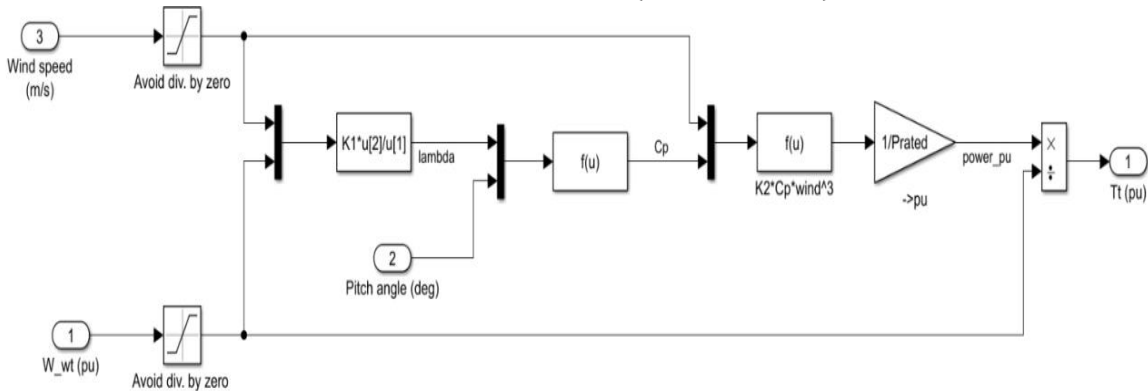 3
Wind speed
(m/s)
Avoid div. by zero
K1*u[2]/u[1]
lambda
f(u)
Cp
f(u)
K2*Cp*wind^3
1/Prated
->pu
power_pu
×
÷
1
Tt (pu)
2
Pitch angle (deg)
1
W_wt (pu)
Avoid div. by zero